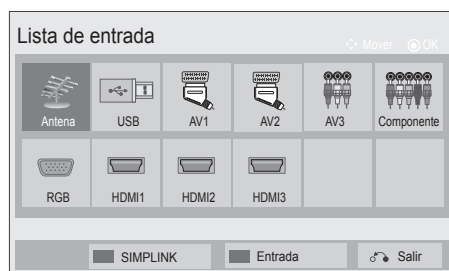 Lista de entrada
Mover OK
Antena USB AV1 AV2 AV3 Componente
RGB HDMI1 HDMI2 HDMI3
SIMPLINK Entrada Salir